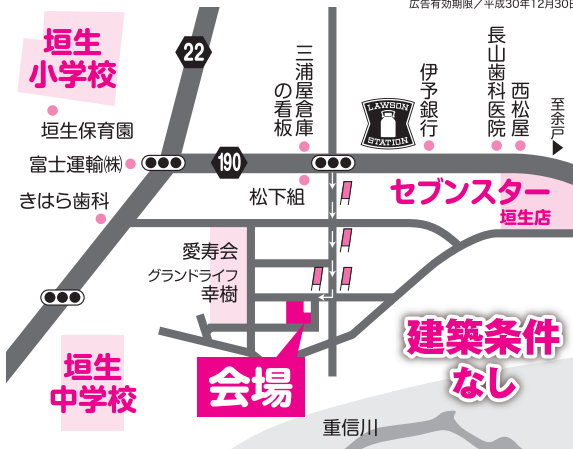 広告有効期限／平成30年12月30日
垣生
小学校
22
三浦屋倉庫
の看板
LAWSON
STATION
伊予銀行
長山歯科医院
西松屋
至余戸
垣生保育園
富士運輸㈱
190
きはら歯科
松下組
セブンスター
垣生店
愛寿会
グランドライフ
幸樹
建築条件
なし
会場
垣生
中学校
重信川